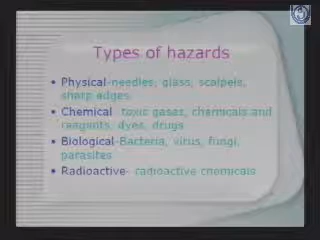 Types of hazards
• Physical-needles, glass, scalpels,
sharp edges
• Chemical- toxic gases, chemicals and
reagents, dyes, drugs
• Biological-Bacteria, virus, fungi,
parasites
• Radioactive- radioactive chemicals